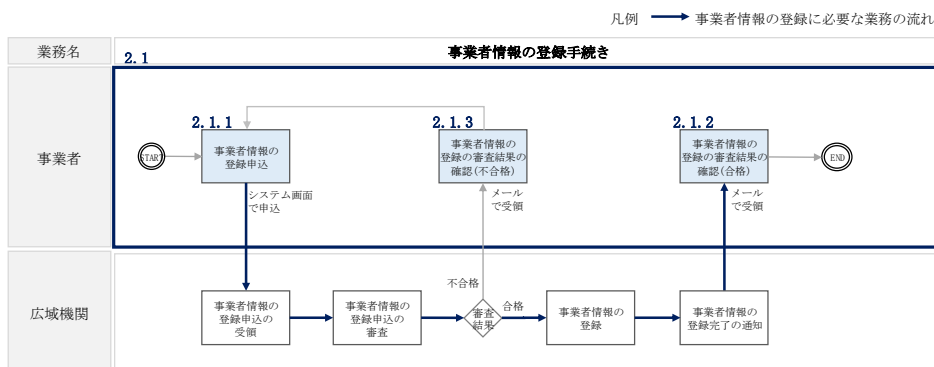 凡例 事業者情報の登録に必要な業務の流れ
業務名
2.1
事業者情報の登録手続き
事業者
START
2.1.1
事業者情報の
登録申込
システム画面
で申込
2.1.3
事業者情報の
登録の審査結果の
確認(不合格)
メール
で受領
2.1.2
事業者情報の
登録の審査結果の
確認(合格)
メール
で受領
END
広域機関
事業者情報の
登録申込の
受領
事業者情報の
登録申込の
審査
不合格
審査
結果
合格
事業者情報の
登録
事業者情報の
登録完了の通知